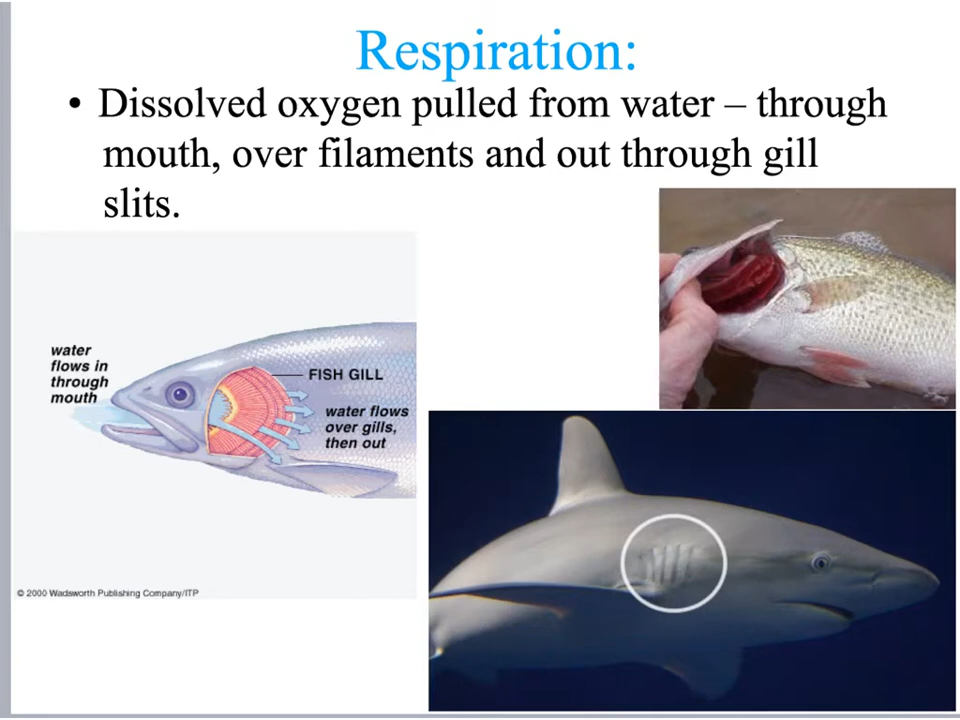 Respiration:
• Dissolved oxygen pulled from water – through
mouth, over filaments and out through gill
slits.
water
flows in
through
mouth
FISH GILL
water flows
over gills,
then out
© 2000 Wadsworth Publishing Company/ITP